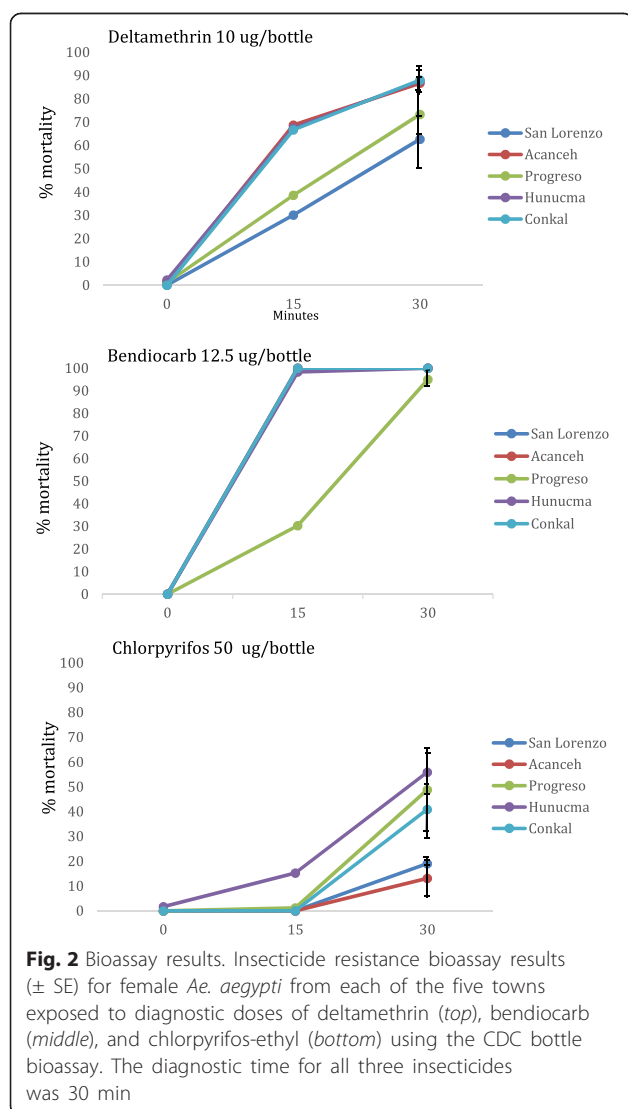 Deltamethrin 10 ug/bottle
100
90
80
70
60
50
40
30
20
10
0
% mortality
0
15
30
Minutes
San Lorenzo
Acanceh
Progreso
Hunucma
Conkal
Bendiocarb 12.5 ug/bottle
100
90
80
70
60
50
40
30
20
10
0
% mortality
0
15
30
San Lorenzo
Acanceh
Progreso
Hunucma
Conkal
Chlorpyrifos 50 ug/bottle
100
90
80
70
60
50
40
30
20
10
0
% mortality
0
15
30
San Lorenzo
Acanceh
Progreso
Hunucma
Conkal
Fig. 2 Bioassay results. Insecticide resistance bioassay results
(± SE) for female Ae. aegypti from each of the five towns
exposed to diagnostic doses of deltamethrin (top), bendiocarb
(middle), and chlorpyrifos-ethyl (bottom) using the CDC bottle
bioassay. The diagnostic time for all three insecticides
was 30 min